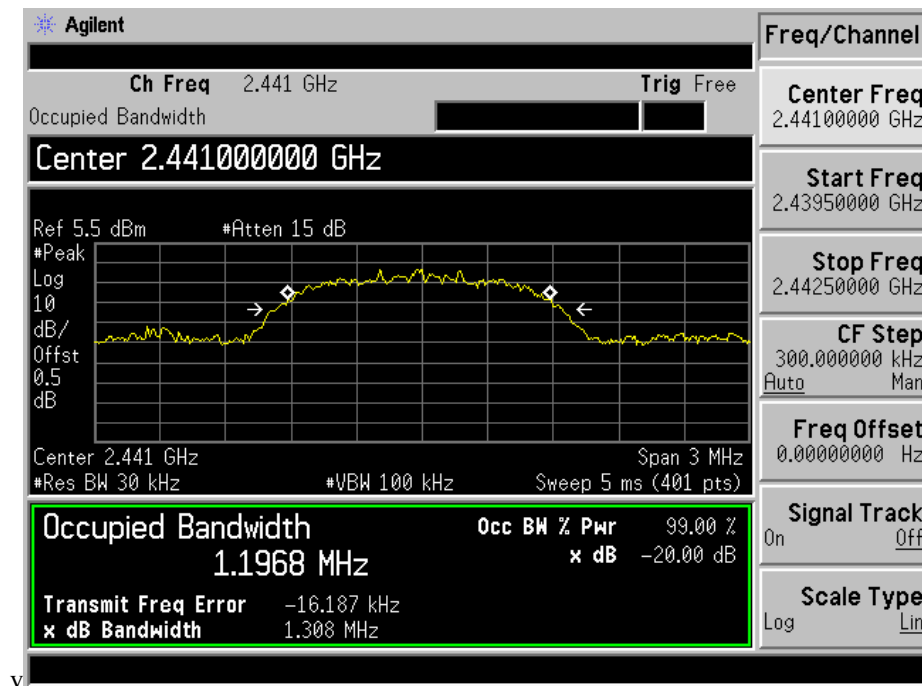 Agilent
Freq/Channel
Ch Freq 2.441 GHz Trig Free
Occupied Bandwidth
Center 2.441000000 GHz
Ref 5.5 dBm #Atten 15 dB
#Peak
Log
10
dB/
Offst
0.5
dB
Center 2.441 GHz Span 3 MHz
#Res BW 30 kHz #VBW 100 kHz Sweep 5 ms (401 pts)
Occupied Bandwidth Occ BW % Pwr 99.00 %
1.1968 MHz x dB -20.00 dB
Transmit Freq Error -16.187 kHz
x dB Bandwidth 1.308 MHz
Center Freq
2.44100000 GHz
Start Freq
2.43950000 GHz
Stop Freq
2.44250000 GHz
CF Step
300.000000 kHz
Auto Man
Freq Offset
0.00000000 Hz
Signal Track
On Off
Scale Type
Log Lin
v